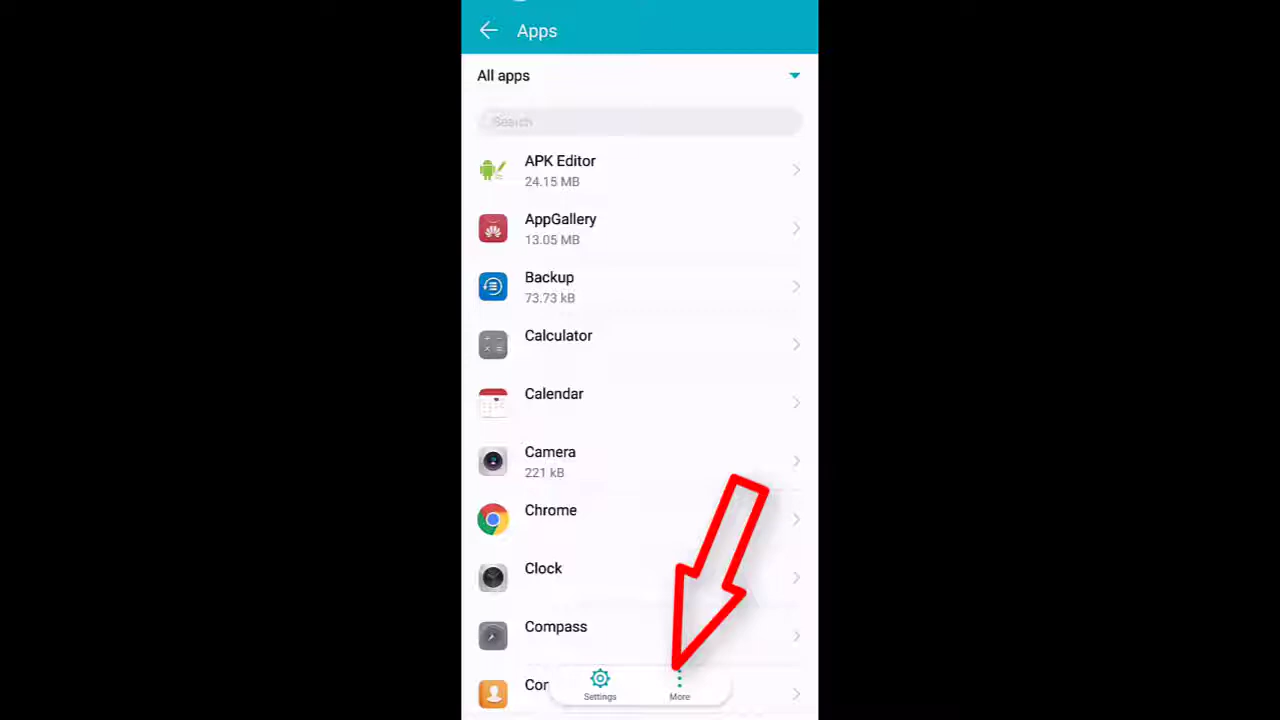 Apps
All apps
Search
APK Editor
24.15 MB
AppGallery
13.05 MB
Backup
73.73 kB
Calculator
Calendar
Camera
221 kB
Chrome
Clock
Compass
Cor
Settings
More